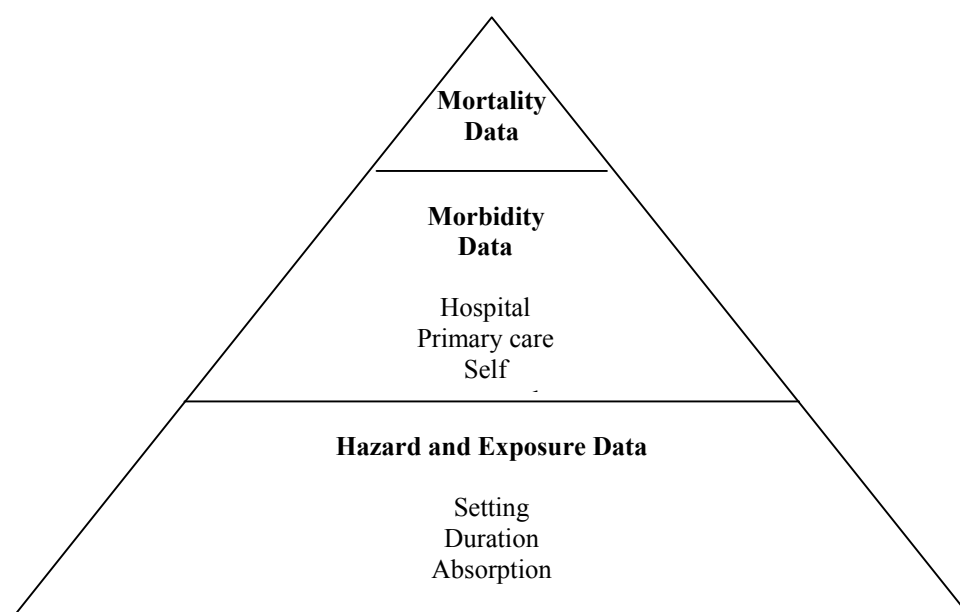 Mortality
Data
Morbidity
Data
Hospital
Primary care
Self
Hazard and Exposure Data
Setting
Duration
Absorption